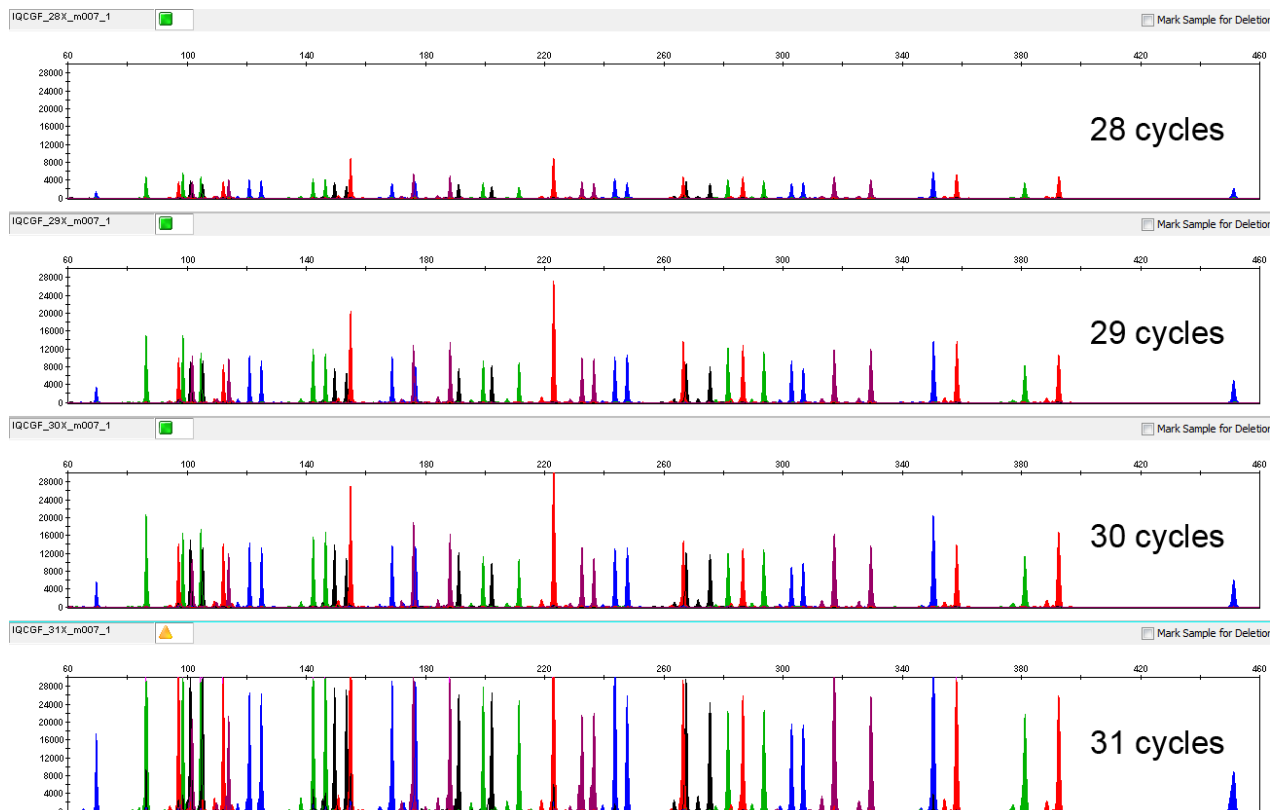 IQCGF_28X_m007_1 Mark Sample for Deletion
60 100 140 180 220 260 300 340 380 420 460
28000
24000
20000
16000
12000
8000
4000
0
28 cycles
IQCGF_29X_m007_1 Mark Sample for Deletion
60 100 140 180 220 260 300 340 380 420 460
28000
24000
20000
16000
12000
8000
4000
0
29 cycles
IQCGF_30X_m007_1 Mark Sample for Deletion
60 100 140 180 220 260 300 340 380 420 460
28000
24000
20000
16000
12000
8000
4000
0
30 cycles
IQCGF_31X_m007_1 Mark Sample for Deletion
60 100 140 180 220 260 300 340 380 420 460
28000
24000
20000
16000
12000
8000
4000
31 cycles